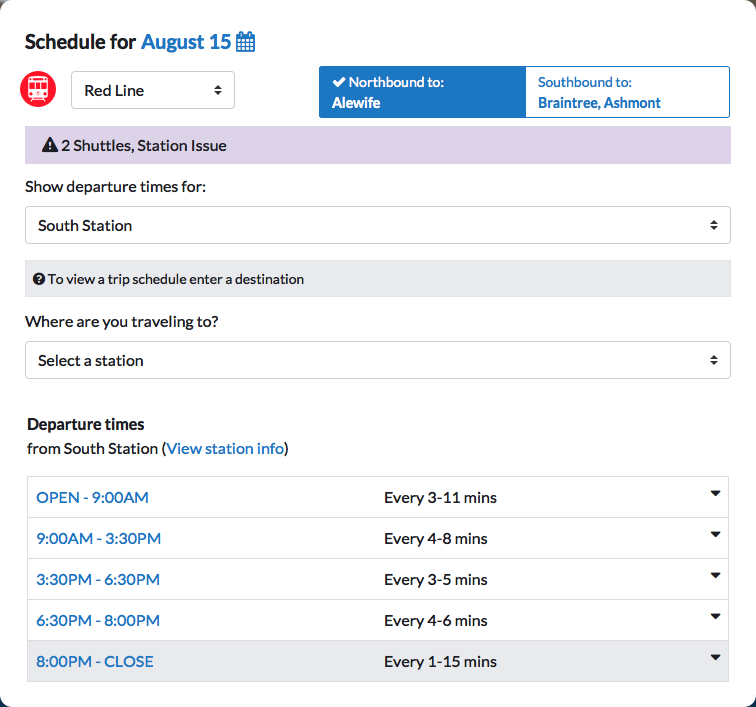 Schedule for August 15
Red Line
Northbound to:
Alewife
Southbound to:
Braintree, Ashmont
2 Shuttles, Station Issue
Show departure times for:
South Station
To view a trip schedule enter a destination
Where are you traveling to?
Select a station
Departure times
from South Station (View station info)
OPEN - 9:00AM Every 3-11 mins
9:00AM - 3:30PM Every 4-8 mins
3:30PM - 6:30PM Every 3-5 mins
6:30PM - 8:00PM Every 4-6 mins
8:00PM - CLOSE Every 1-15 mins